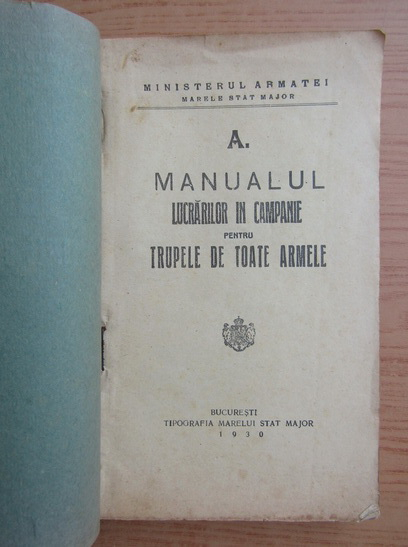 MINISTERUL ARMATEI
MARELE STAT MAJOR
A.
MANUALUL
LUCRĂRILOR IN CAMPANIE
PENTRU
TRUPELE DE TOATE ARMELE
BUCUREȘTI
TIPOGRAFIA MARELUI STAT MAJOR
1930